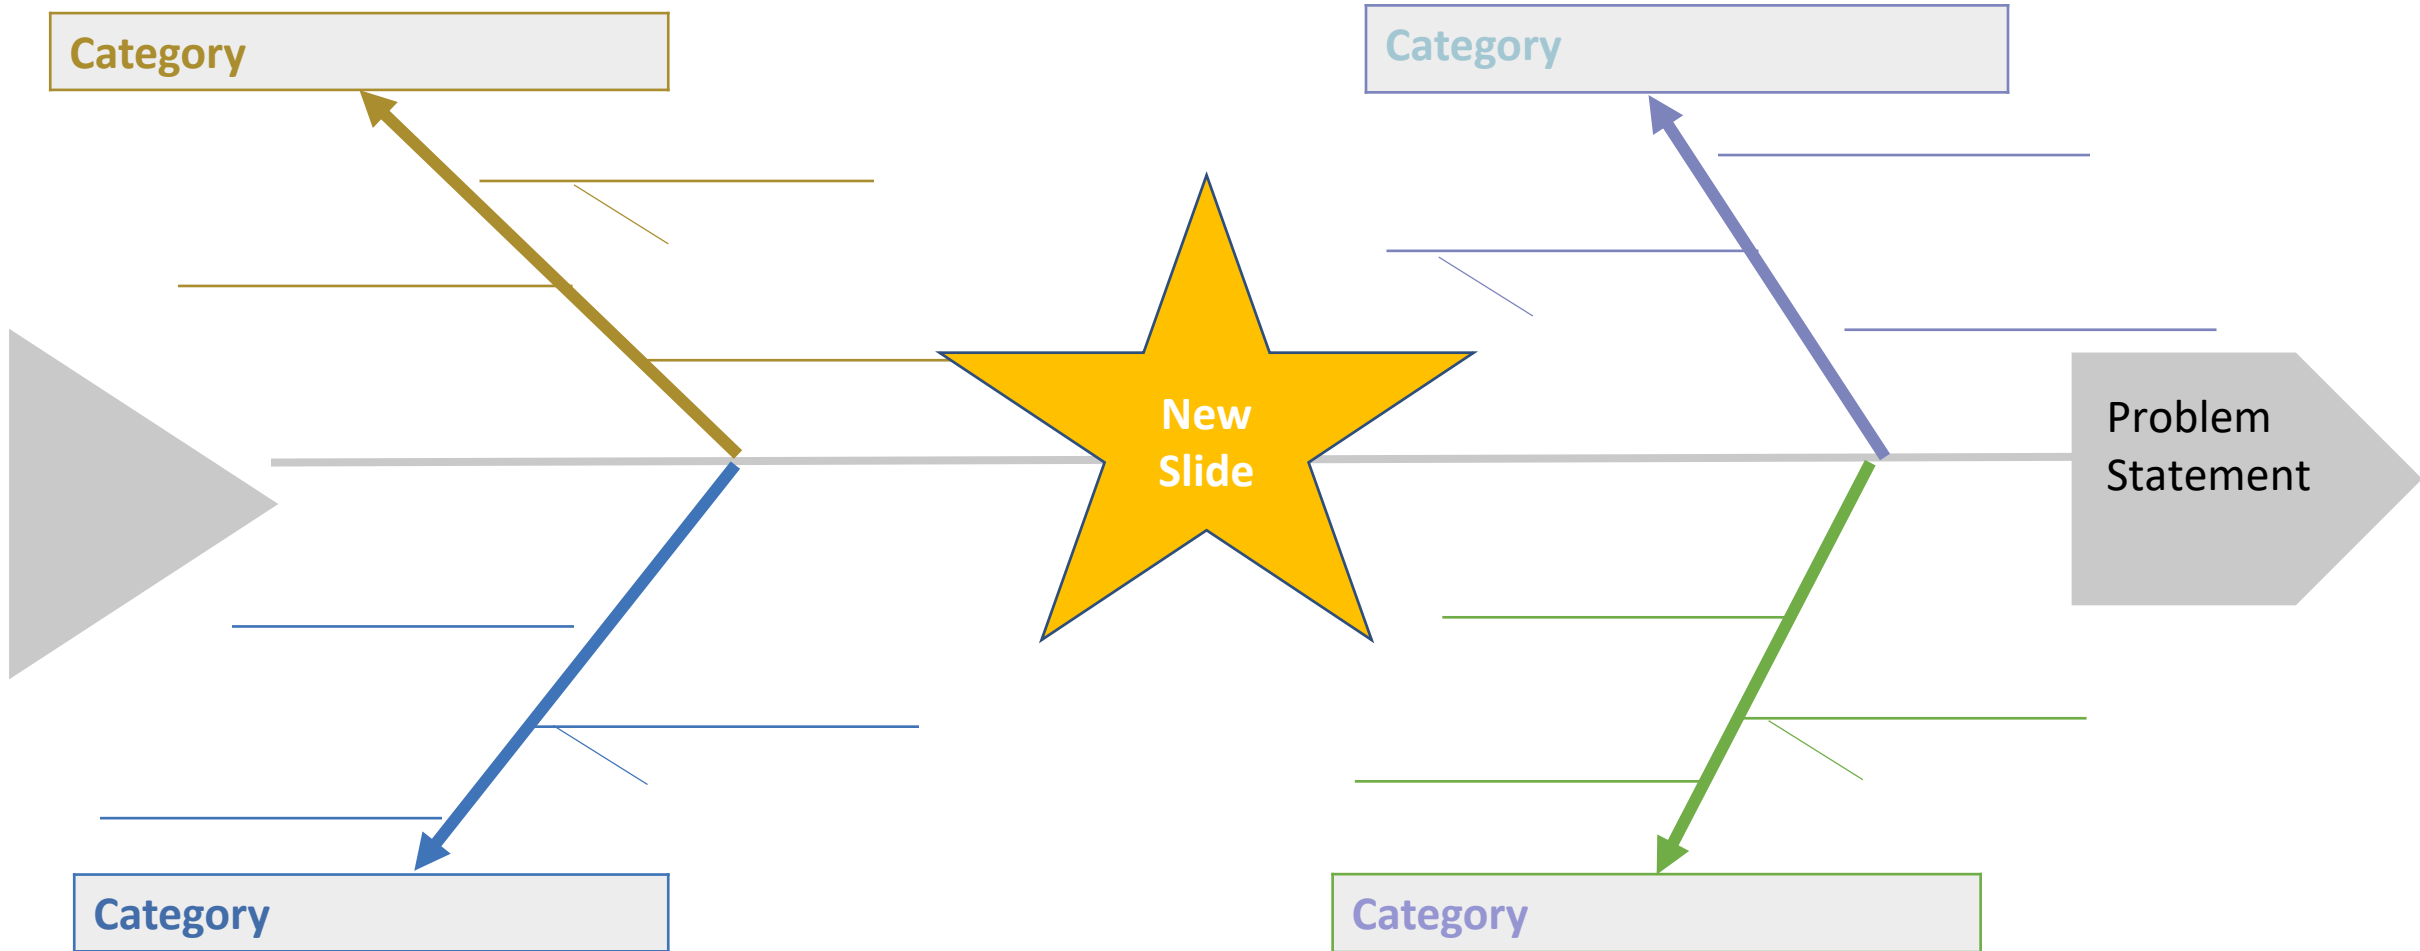 Category
Category
New
Slide
Problem
Statement
Category
Category